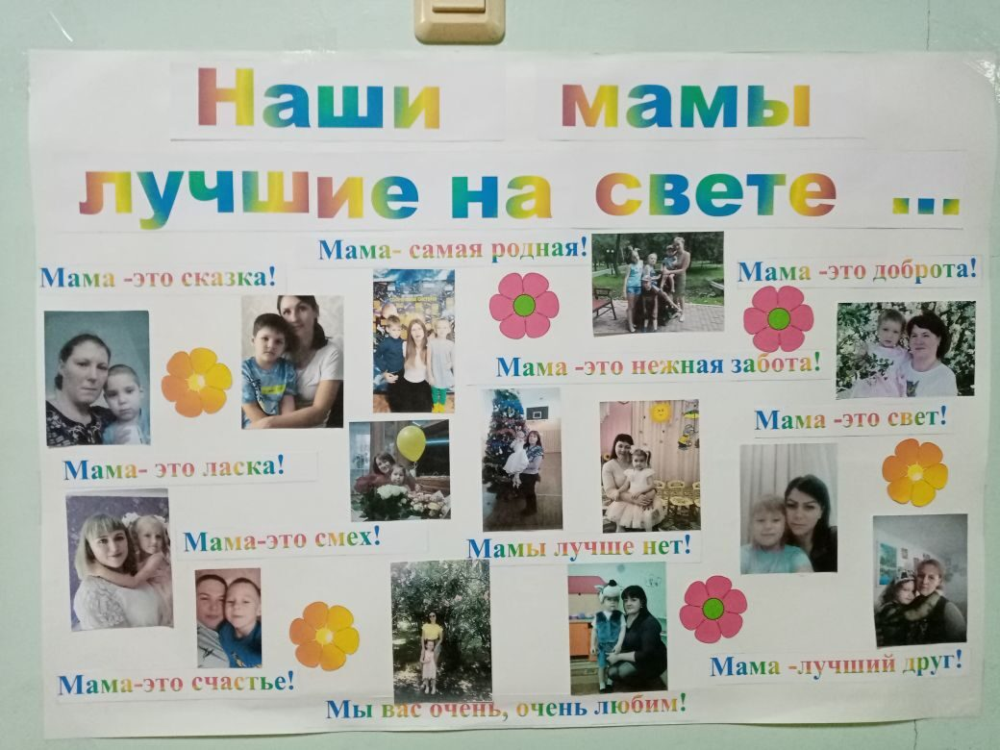 Наши мамы
лучшие на свете ...
Мама- самая родная!
Мама -это сказка!
Мама -это доброта!
Мама -это нежная забота!
Мама -это свет!
Мама- это ласка!
Мама-это смех!
Мамы лучше нет!
Мама -лучший друг!
Мама-это счастье!
Мы вас очень, очень любим!